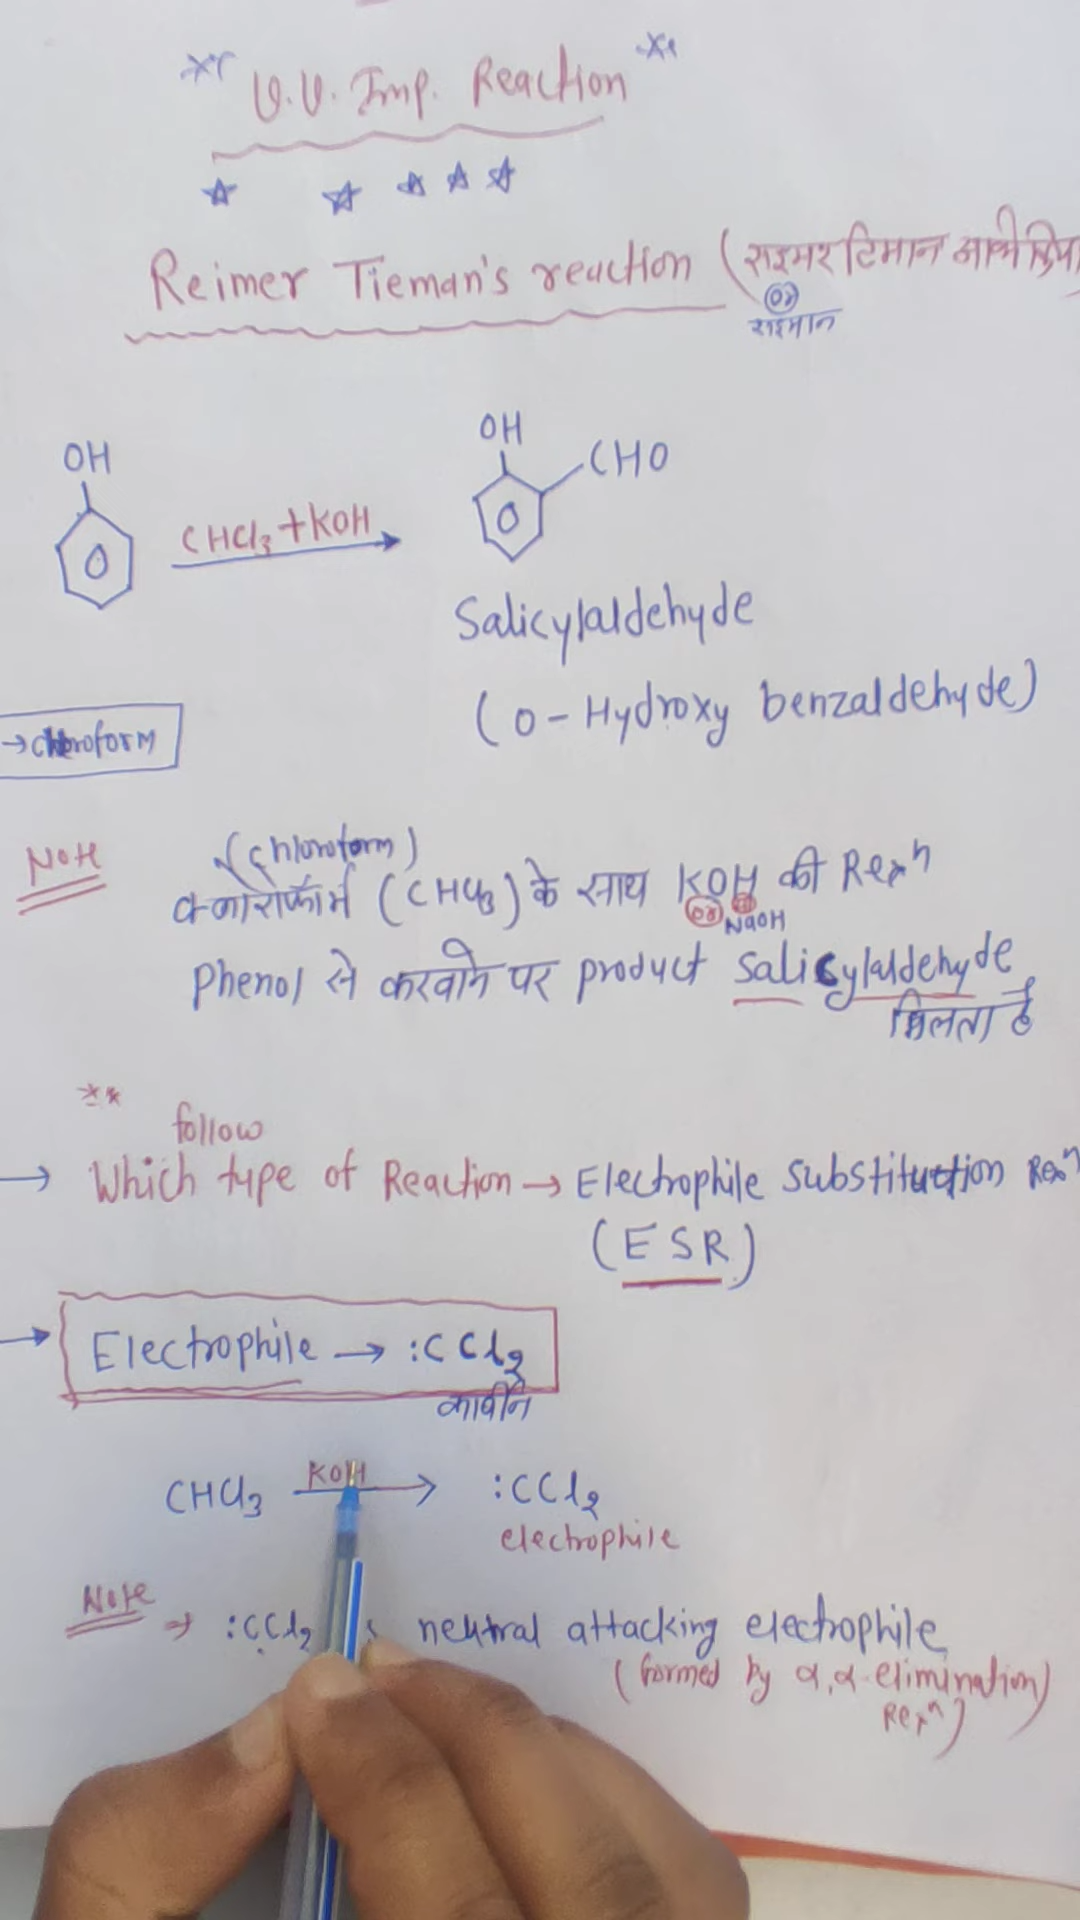 V.V. Imp. Reaction
Reimer Tieman's reaction (राइमर टिमान
(or)
राइमान
OH
CHCl3+KOH
OH
CHO
Salicylaldehyde
(O-Hydroxy benzaldehyde)
→Chloroform
Note
(Chloroform)
क्लोरोफॉर्म (CHCl3) के साथ KOH की Rexⁿ
(or) NaOH
Phenol से करवाने पर product Salicylaldehyde
मिलता है
**
follow
→ Which type of Reaction → Electrophile substitution Rexⁿ
(ESR)
→ Electrophile → :CCl2
कार्बीन
CHCl3 KOH → :CCl2
electrophile
Note → :CCl2 neutral attacking electrophile
(formed by α,α-elimination)
Rexⁿ)